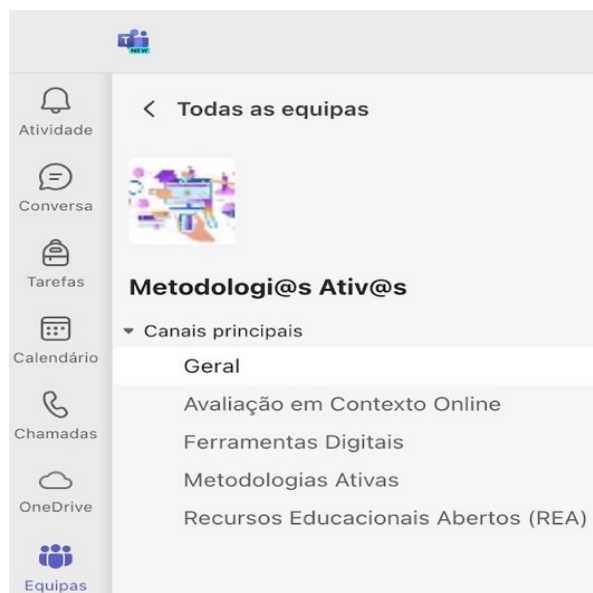 NEW
Atividade
Conversa
Tarefas
Calendário
Chamadas
OneDrive
Equipas
Todas as equipas
Metodologi@s Ativ@s
Canais principais
Geral
Avaliação em Contexto Online
Ferramentas Digitais
Metodologias Ativas
Recursos Educacionais Abertos (REA)